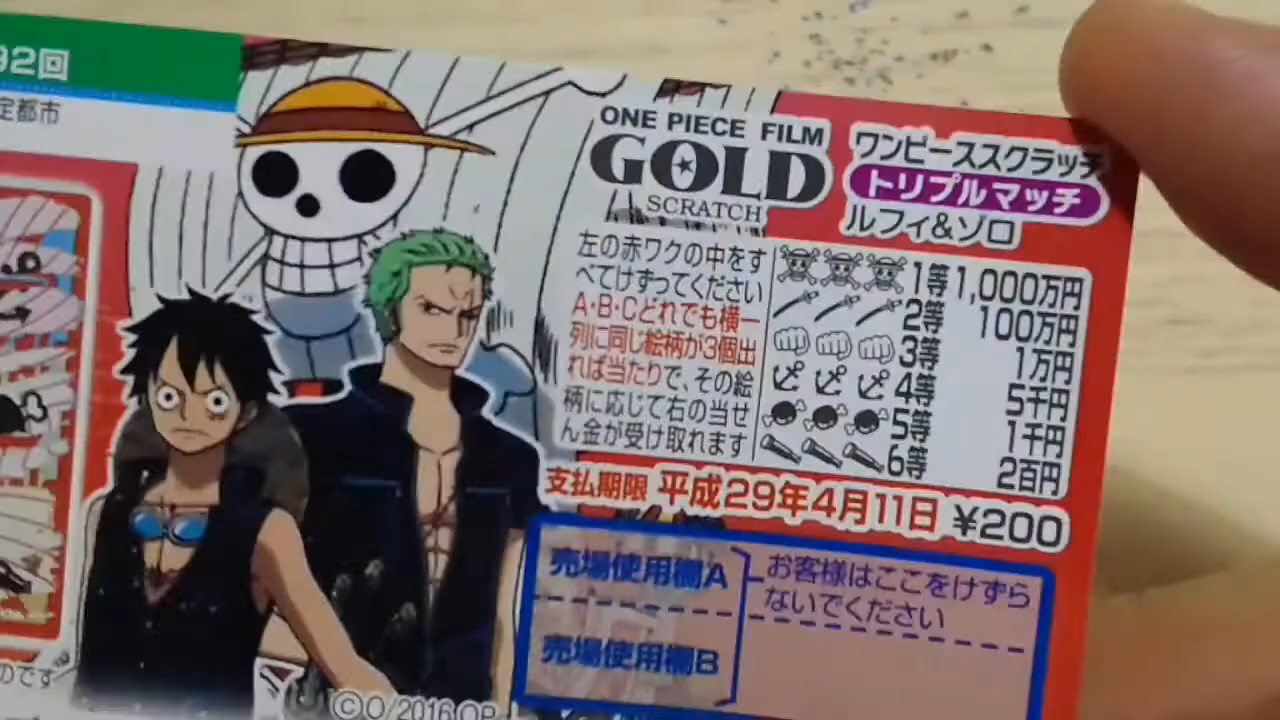 92回
定都市
ONE PIECE FILM
GOLD
SCRATCH
ワンピーススクラッチ
トリプルマッチ
ルフィ&ゾロ
左の赤ワクの中をす
べてけずってください
A・B・Cどれでも横一
列に同じ絵柄が3個出
れば当たりで、その絵
柄に応じて右の当せ
ん金が受け取れます
1等 1,000万円
2等 100万円
3等 1万円
4等 5千円
5等 1千円
6等 2百円
支払期限 平成29年4月11日 ¥200
売場使用欄A
売場使用欄B
お客様はここをけずら
ないでください
のです
©O/2016 OP